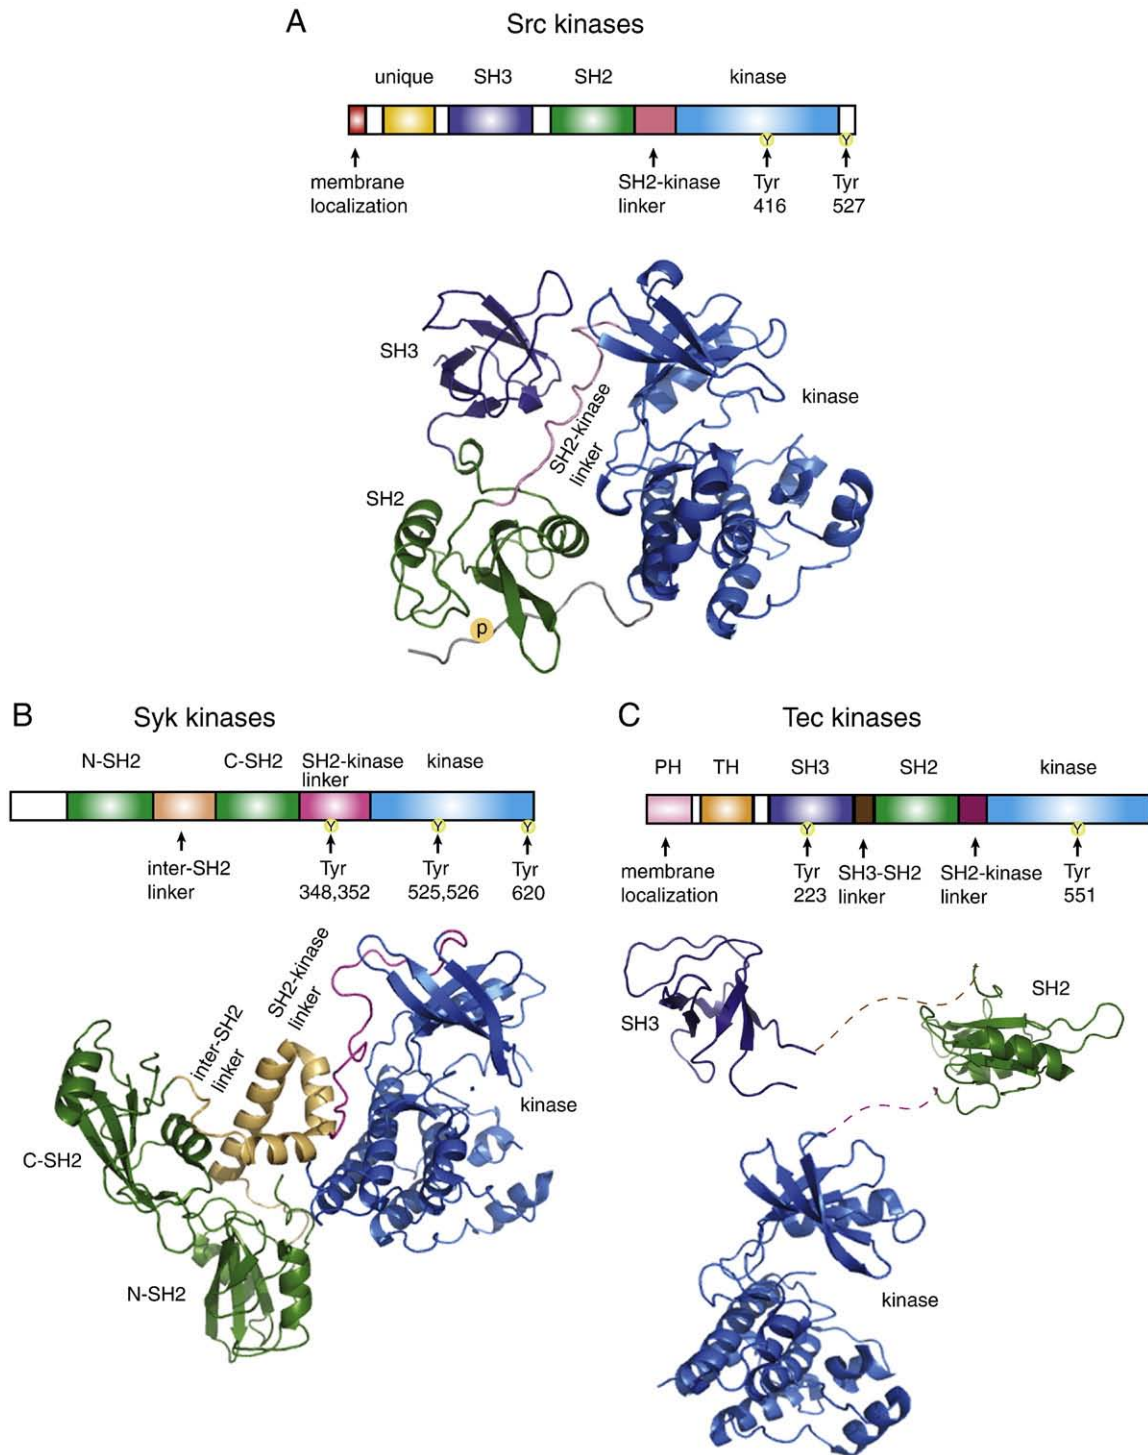 A
Src kinases
unique
SH3
SH2
kinase
Y
Y
membrane
localization
SH2-kinase
linker
Tyr
416
Tyr
527
SH3
SH2-kinase
linker
kinase
SH2
p
B
Syk kinases
N-SH2
C-SH2
SH2-kinase
linker
kinase
Y
Y
Y
inter-SH2
linker
Tyr
348,352
Tyr
525,526
Tyr
620
SH2-kinase
linker
inter-SH2
linker
kinase
C-SH2
N-SH2
C
Tec kinases
PH
TH
SH3
SH2
kinase
Y
Y
membrane
localization
Tyr
223
SH3-SH2
linker
SH2-kinase
linker
Tyr
551
SH3
SH2
kinase